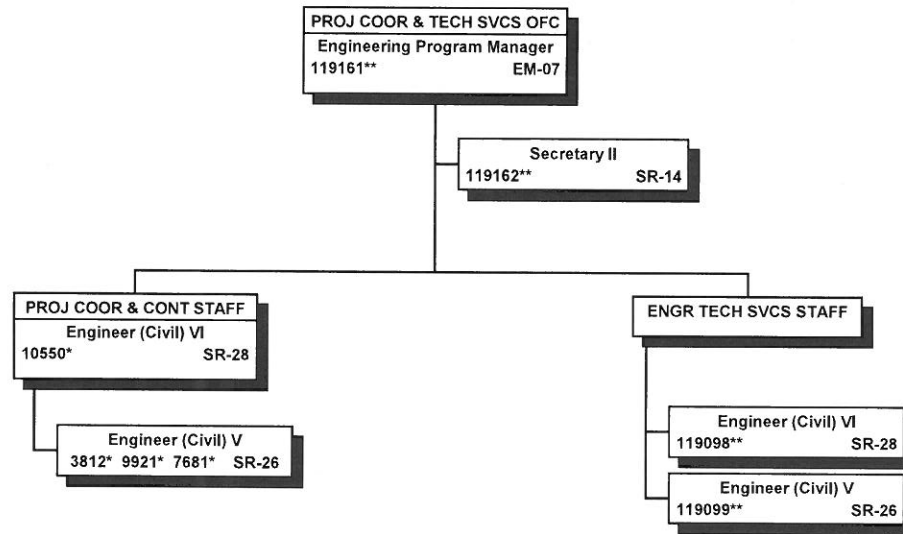 PROJ COOR & TECH SVCS OFC
Engineering Program Manager
119161** EM-07
Secretary II
119162** SR-14
PROJ COOR & CONT STAFF
Engineer (Civil) VI
10550* SR-28
Engineer (Civil) V
3812* 9921* 7681* SR-26
ENGR TECH SVCS STAFF
Engineer (Civil) VI
119098** SR-28
Engineer (Civil) V
119099** SR-26